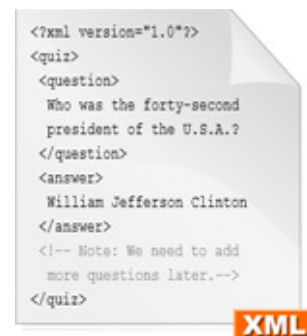 <?xml version="1.0"?>
<quiz>
<question>
Who was the forty-second
president of the U.S.A.?
</question>
<answer>
William Jefferson Clinton
</answer>
<!-- Note: We need to add
more questions later.-->
</quiz>
XML